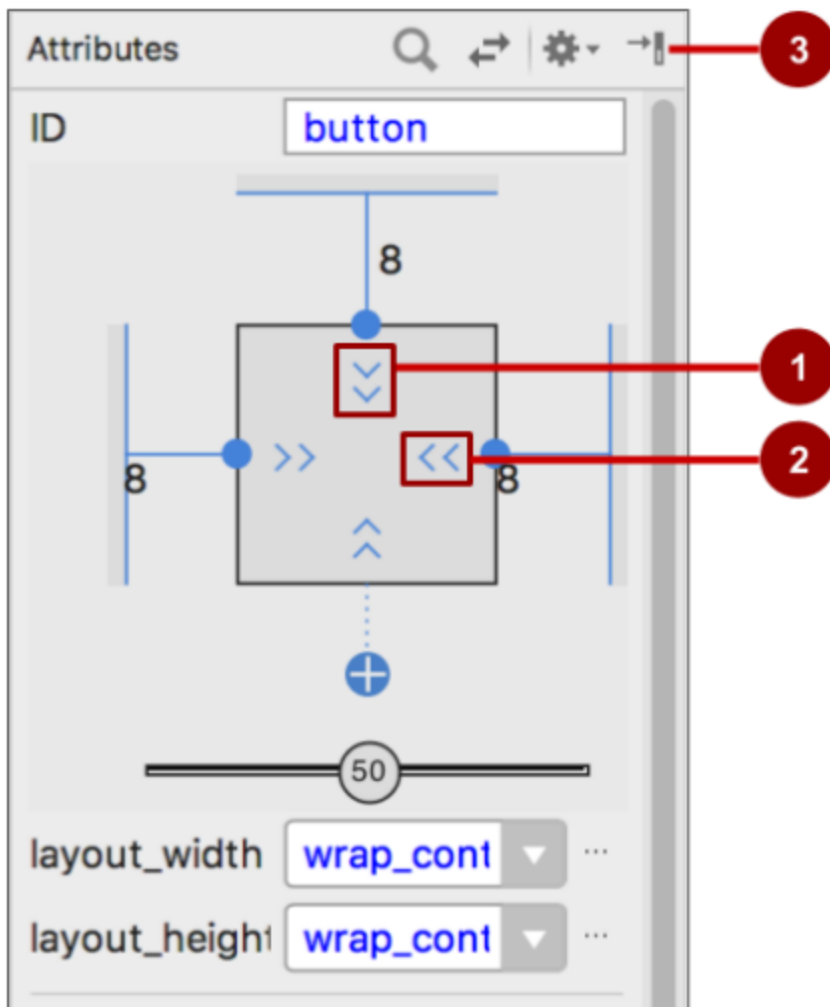 Attributes
3
ID
button
8
1
8
8
2
50
layout_width
wrap_cont
...
layout_height
wrap_cont
...